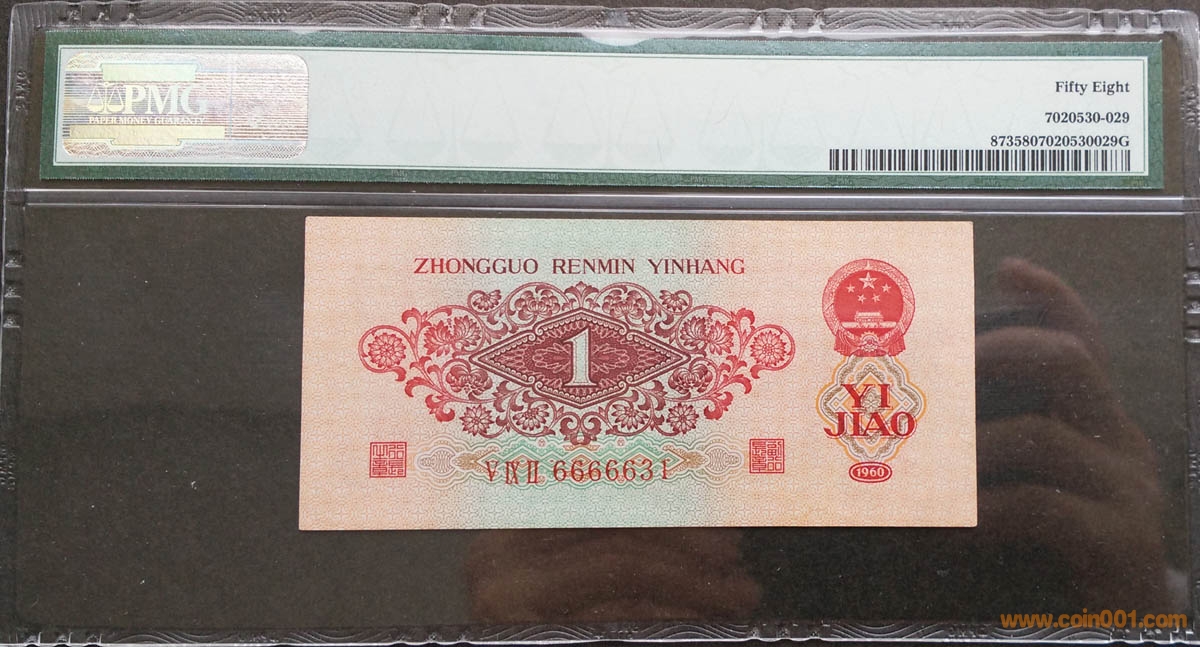 PMG
PAPER MONEY GUARANTY
Fifty Eight
7020530-029
8735807020530029G
PMG
ZHONGGUO RENMIN YINHANG
1
YI
JIAO
1960
V IX II 6666631
www.coin001.com